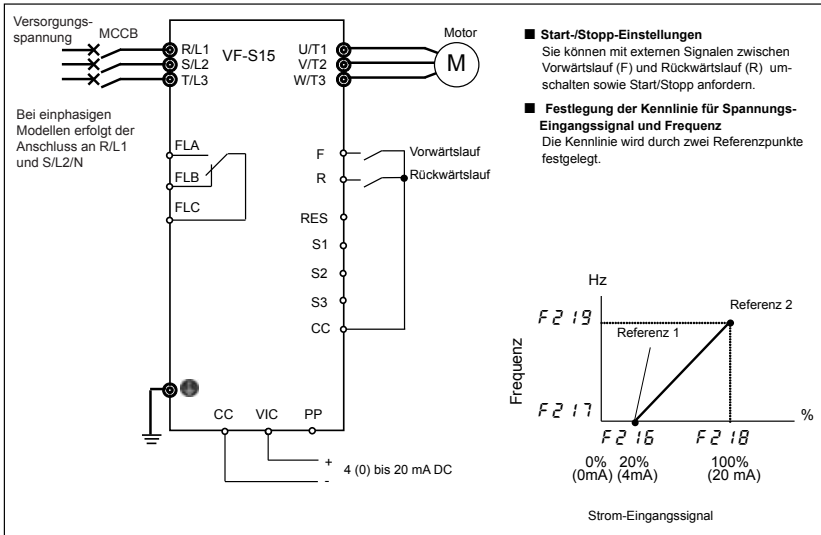 Versorgungs-
spannung
MCCB
R/L1
S/L2
T/L3
VF-S15
U/T1
V/T2
W/T3
Motor
M
Bei einphasigen
Modellen erfolgt der
Anschluss an R/L1
und S/L2/N
FLA
FLB
FLC
F
R
RES
S1
S2
S3
CC
Vorwärtslauf
Rückwärtslauf
CC
VIC
PP
+
-
4 (0) bis 20 mA DC
■ Start-/Stopp-Einstellungen
Sie können mit externen Signalen zwischen
Vorwärtslauf (F) und Rückwärtslauf (R) um-
schalten sowie Start/Stopp anfordern.
■ Festlegung der Kennlinie für Spannungs-
Eingangssignal und Frequenz
Die Kennlinie wird durch zwei Referenzpunkte
festgelegt.
Hz
Frequenz
F219
F217
Referenz 1
Referenz 2
%
F216
F218
0% 20% 100%
(0mA) (4mA) (20 mA)
Strom-Eingangssignal